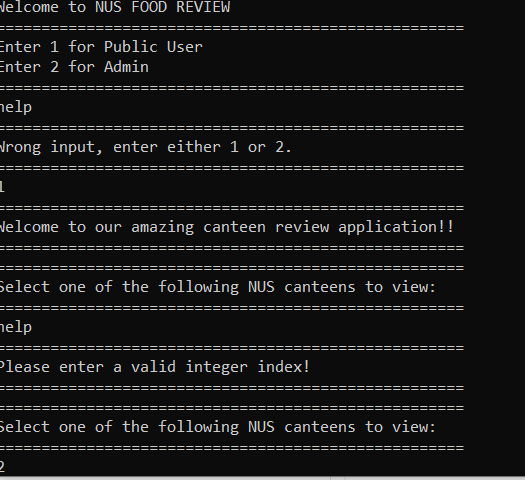 Welcome to NUS FOOD REVIEW
====================================================
Enter 1 for Public User
Enter 2 for Admin
====================================================
help
====================================================
Wrong input, enter either 1 or 2.
====================================================
1
====================================================
Welcome to our amazing canteen review application!!
====================================================
====================================================
Select one of the following NUS canteens to view:
====================================================
help
====================================================
Please enter a valid integer index!
====================================================
====================================================
Select one of the following NUS canteens to view:
====================================================
2